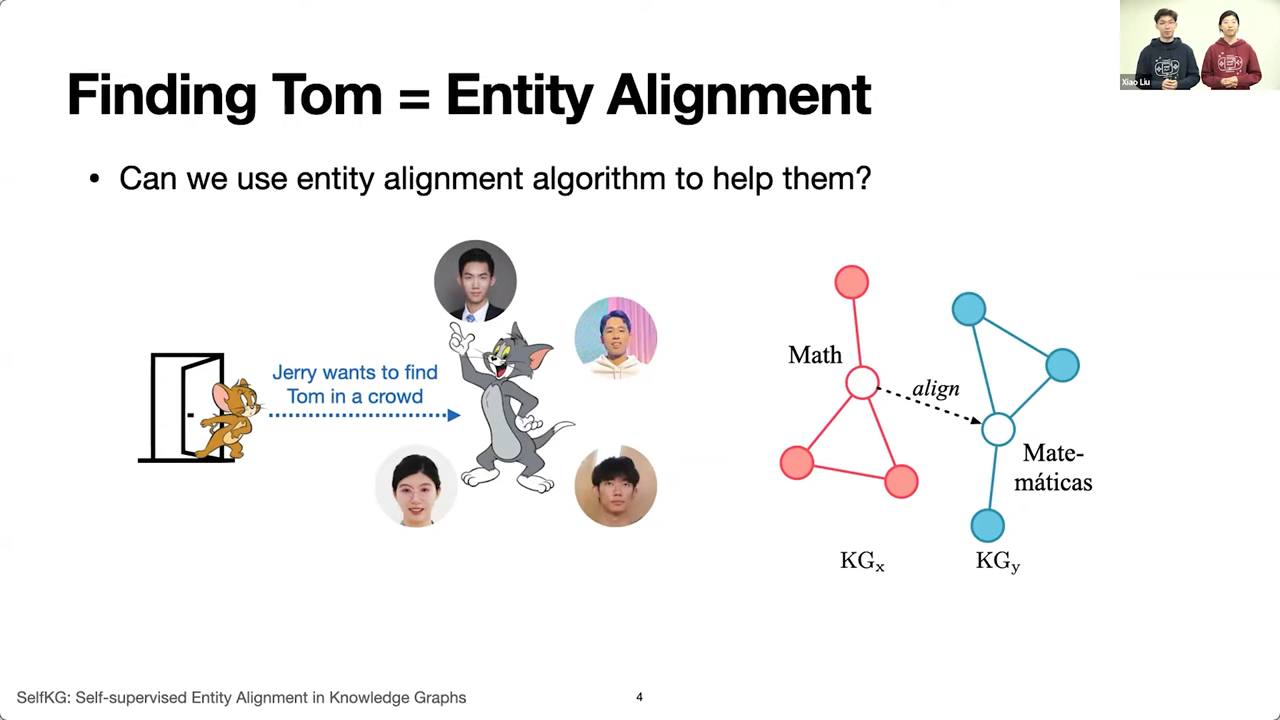 Xiao Liu
Finding Tom = Entity Alignment
• Can we use entity alignment algorithm to help them?
Jerry wants to find
Tom in a crowd
Math
align
Mate-
máticas
KGx
KGy
SelfKG: Self-supervised Entity Alignment in Knowledge Graphs
4